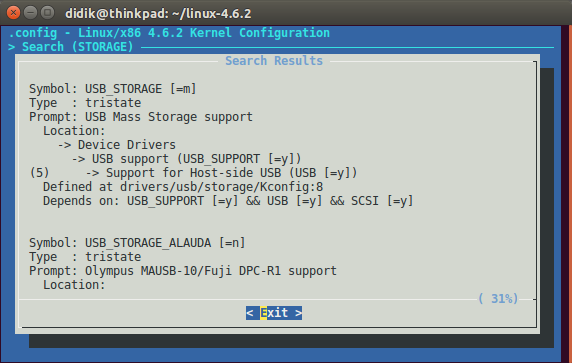 didik@thinkpad: ~/linux-4.6.2
.config - Linux/x86 4.6.2 Kernel Configuration
> Search (STORAGE)
Search Results
Symbol: USB_STORAGE [=m]
Type  : tristate
Prompt: USB Mass Storage support
  Location:
    -> Device Drivers
      -> USB support (USB_SUPPORT [=y])
(5)     -> Support for Host-side USB (USB [=y])
  Defined at drivers/usb/storage/Kconfig:8
  Depends on: USB_SUPPORT [=y] && USB [=y] && SCSI [=y]
Symbol: USB_STORAGE_ALAUDA [=n]
Type  : tristate
Prompt: Olympus MAUSB-10/Fuji DPC-R1 support
  Location:
( 31%)
< Exit >